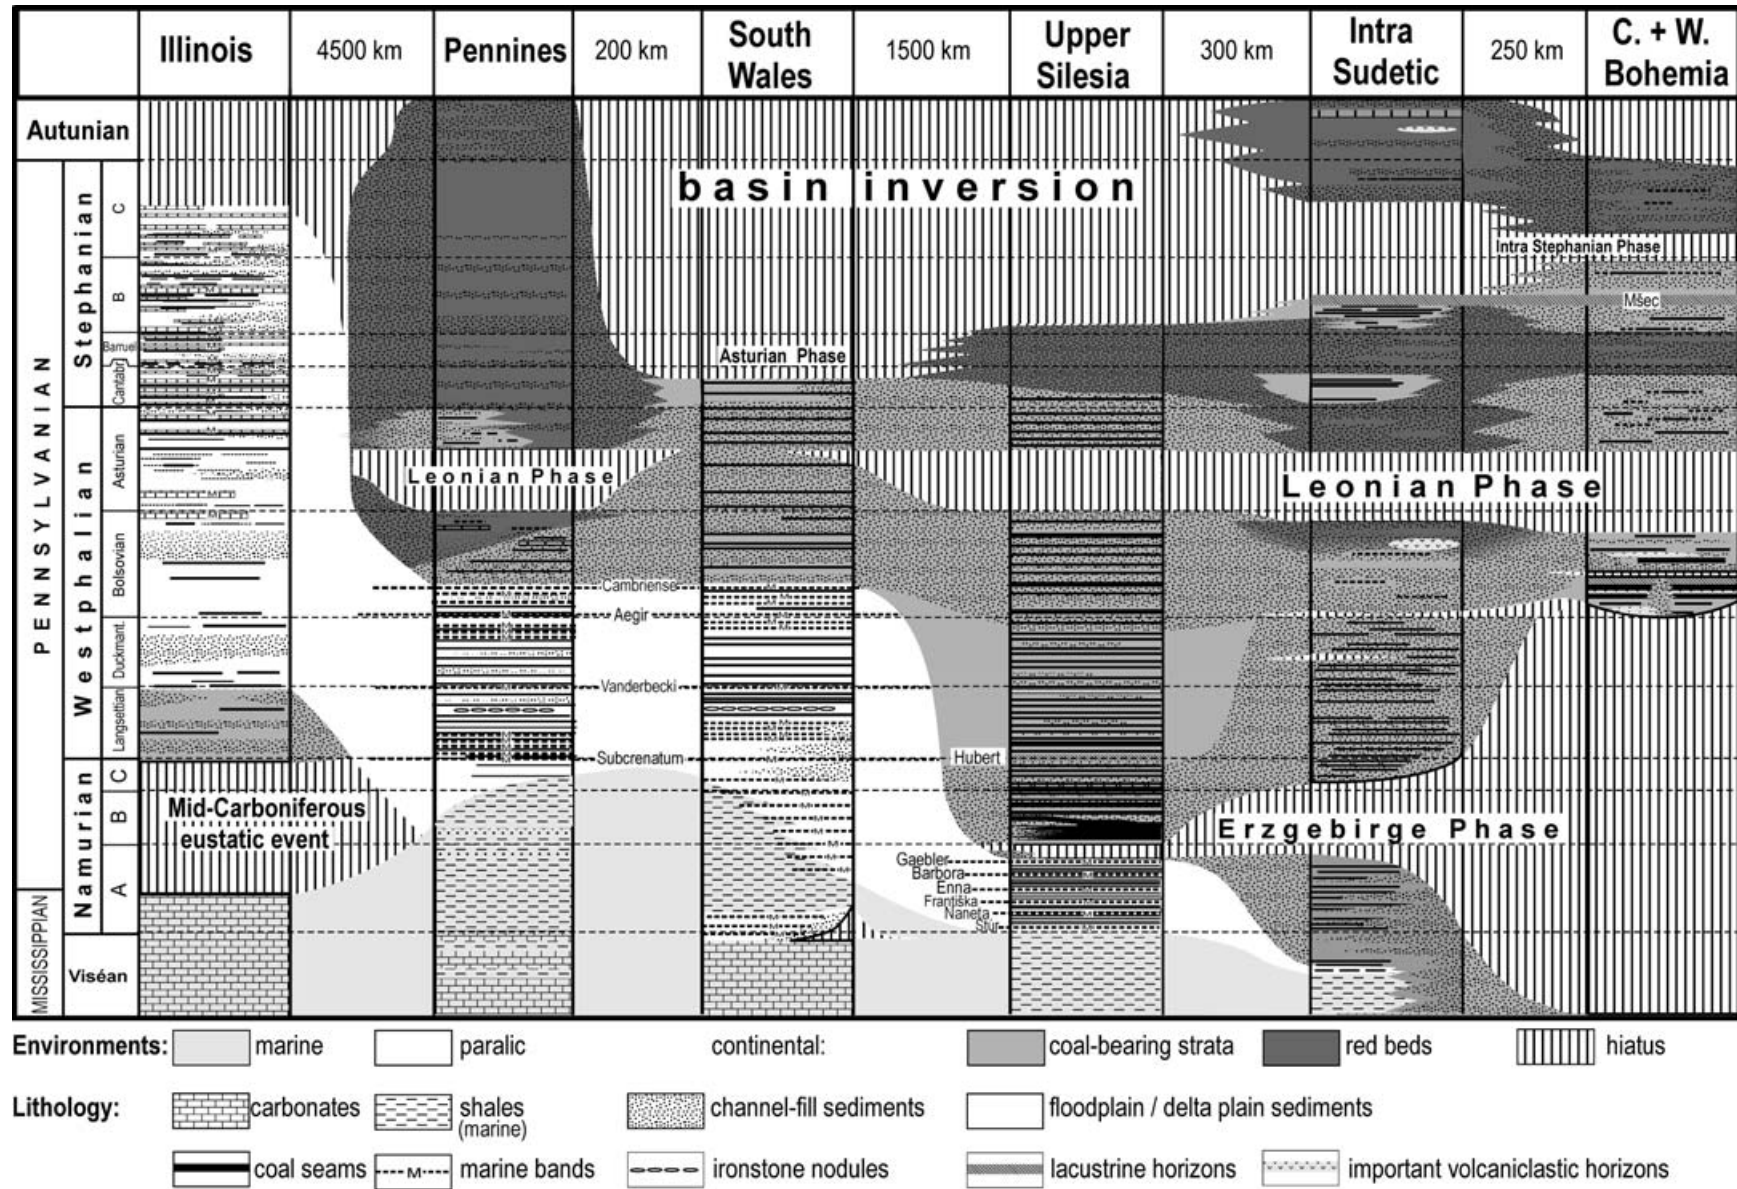 Illinois
4500 km
Pennines
200 km
South
Wales
1500 km
Upper
Silesia
300 km
Intra
Sudetic
250 km
C. + W.
Bohemia
Autunian
PENNSYLVANIAN
MISSISSIPPIAN
Stephanian
Westphalian
Namurian
Viséan
C
B
Barruel.
Cantabr.
Asturian
Bolsovian
Duckmant.
Langsettian
C
B
A
basin inversion
Intra Stephanian Phase
Mšec
Asturian Phase
Leonian Phase
Leonian Phase
Cambriense
Aegir
Vanderbecki
Subcrenatum
Hubert
Mid-Carboniferous
eustatic event
Erzgebirge Phase
Gaebler
Barbora
Enna
Františka
Naneta
Štur
Environments:
marine
paralic
continental:
coal-bearing strata
red beds
hiatus
Lithology:
carbonates
shales
(marine)
channel-fill sediments
floodplain / delta plain sediments
coal seams
M
marine bands
ironstone nodules
lacustrine horizons
important volcaniclastic horizons